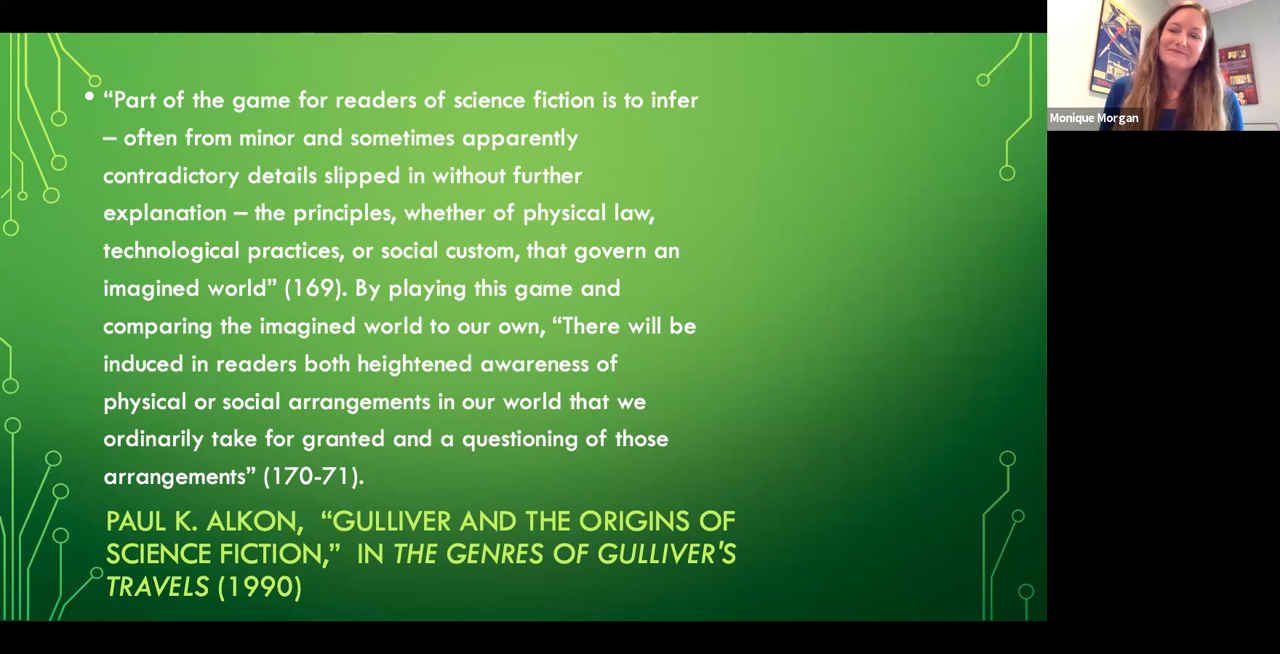 • “Part of the game for readers of science fiction is to infer
– often from minor and sometimes apparently
contradictory details slipped in without further
explanation – the principles, whether of physical law,
technological practices, or social custom, that govern an
imagined world” (169). By playing this game and
comparing the imagined world to our own, “There will be
induced in readers both heightened awareness of
physical or social arrangements in our world that we
ordinarily take for granted and a questioning of those
arrangements” (170-71).
PAUL K. ALKON, “GULLIVER AND THE ORIGINS OF
SCIENCE FICTION,” IN THE GENRES OF GULLIVER'S
TRAVELS (1990)
Monique Morgan